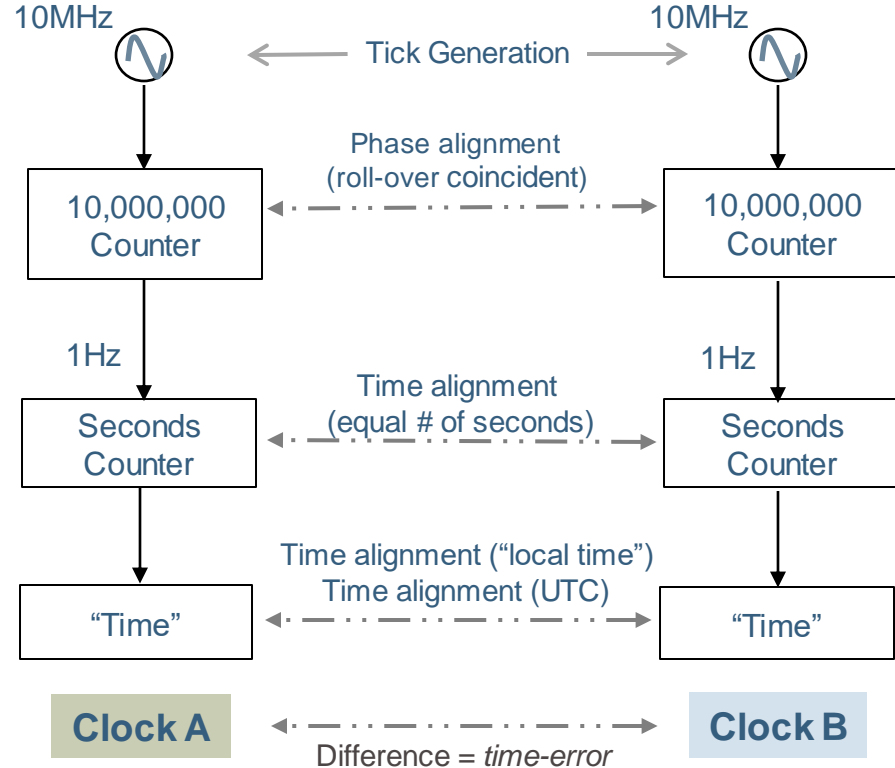 10MHz
10MHz
Tick Generation
Phase alignment
(roll-over coincident)
10,000,000
Counter
10,000,000
Counter
1Hz
1Hz
Time alignment
(equal # of seconds)
Seconds
Counter
Seconds
Counter
Time alignment (“local time”)
Time alignment (UTC)
“Time”
“Time”
Clock A
Clock B
Difference = time-error